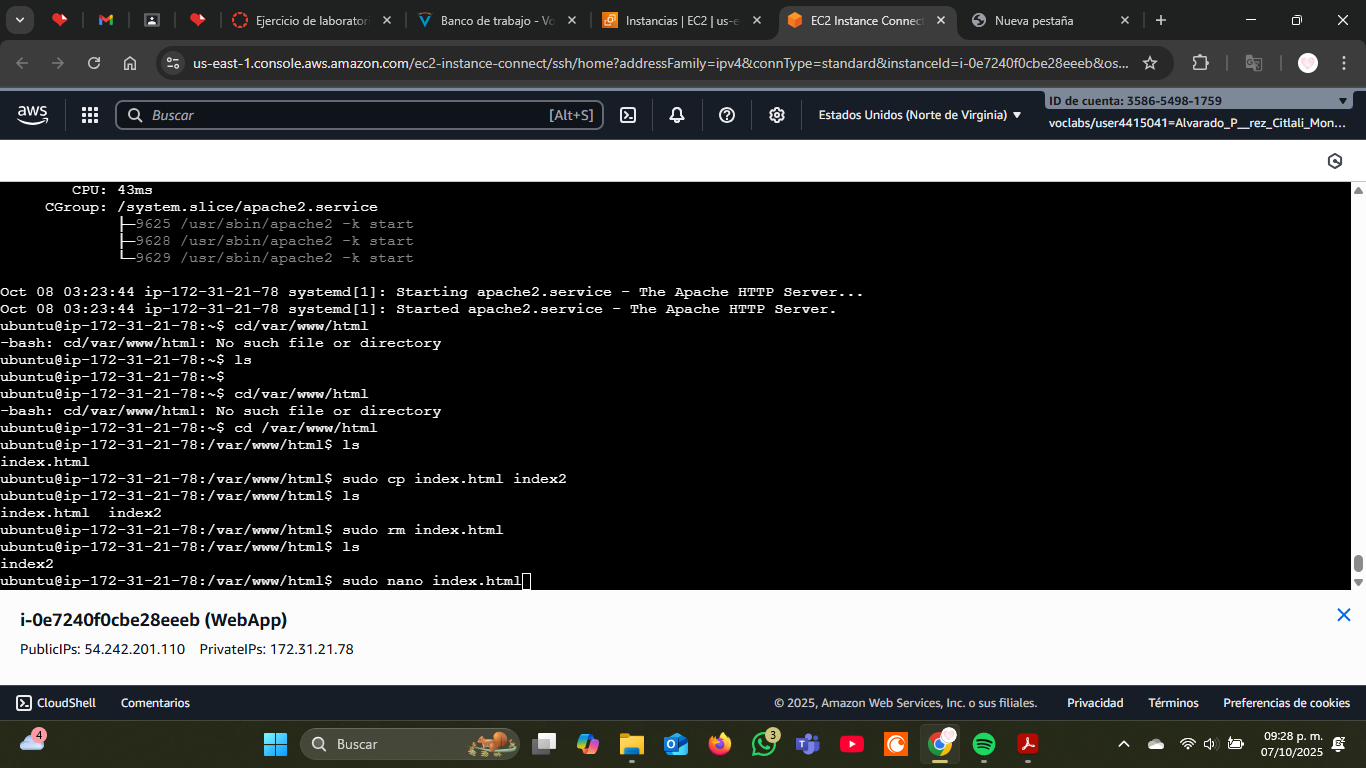 Ejercicio de laboratori
Banco de trabajo - Vo
Instancias | EC2 | us-e
EC2 Instance Connect
Nueva pestaña
us-east-1.console.aws.amazon.com/ec2-instance-connect/ssh/home?addressFamily=ipv4&connType=standard&instanceId=i-0e7240f0cbe28eeeb&os...
aws
Buscar [Alt+S]
Estados Unidos (Norte de Virginia)
ID de cuenta: 3586-5498-1759
voclabs/user4415041=Alvarado_P__rez_Citlali_Mon...
CPU: 43ms
CGroup: /system.slice/apache2.service
├─9625 /usr/sbin/apache2 -k start
├─9628 /usr/sbin/apache2 -k start
└─9629 /usr/sbin/apache2 -k start
Oct 08 03:23:44 ip-172-31-21-78 systemd[1]: Starting apache2.service - The Apache HTTP Server...
Oct 08 03:23:44 ip-172-31-21-78 systemd[1]: Started apache2.service - The Apache HTTP Server.
ubuntu@ip-172-31-21-78:~$ cd/var/www/html
-bash: cd/var/www/html: No such file or directory
ubuntu@ip-172-31-21-78:~$ ls
ubuntu@ip-172-31-21-78:~$
ubuntu@ip-172-31-21-78:~$ cd/var/www/html
-bash: cd/var/www/html: No such file or directory
ubuntu@ip-172-31-21-78:~$ cd /var/www/html
ubuntu@ip-172-31-21-78:/var/www/html$ ls
index.html
ubuntu@ip-172-31-21-78:/var/www/html$ sudo cp index.html index2
ubuntu@ip-172-31-21-78:/var/www/html$ ls
index.html  index2
ubuntu@ip-172-31-21-78:/var/www/html$ sudo rm index.html
ubuntu@ip-172-31-21-78:/var/www/html$ ls
index2
ubuntu@ip-172-31-21-78:/var/www/html$ sudo nano index.html
i-0e7240f0cbe28eeeb (WebApp)
PublicIPs: 54.242.201.110 PrivateIPs: 172.31.21.78
CloudShell Comentarios © 2025, Amazon Web Services, Inc. o sus filiales. Privacidad Términos Preferencias de cookies
4
Buscar
3
09:28 p. m.
07/10/2025